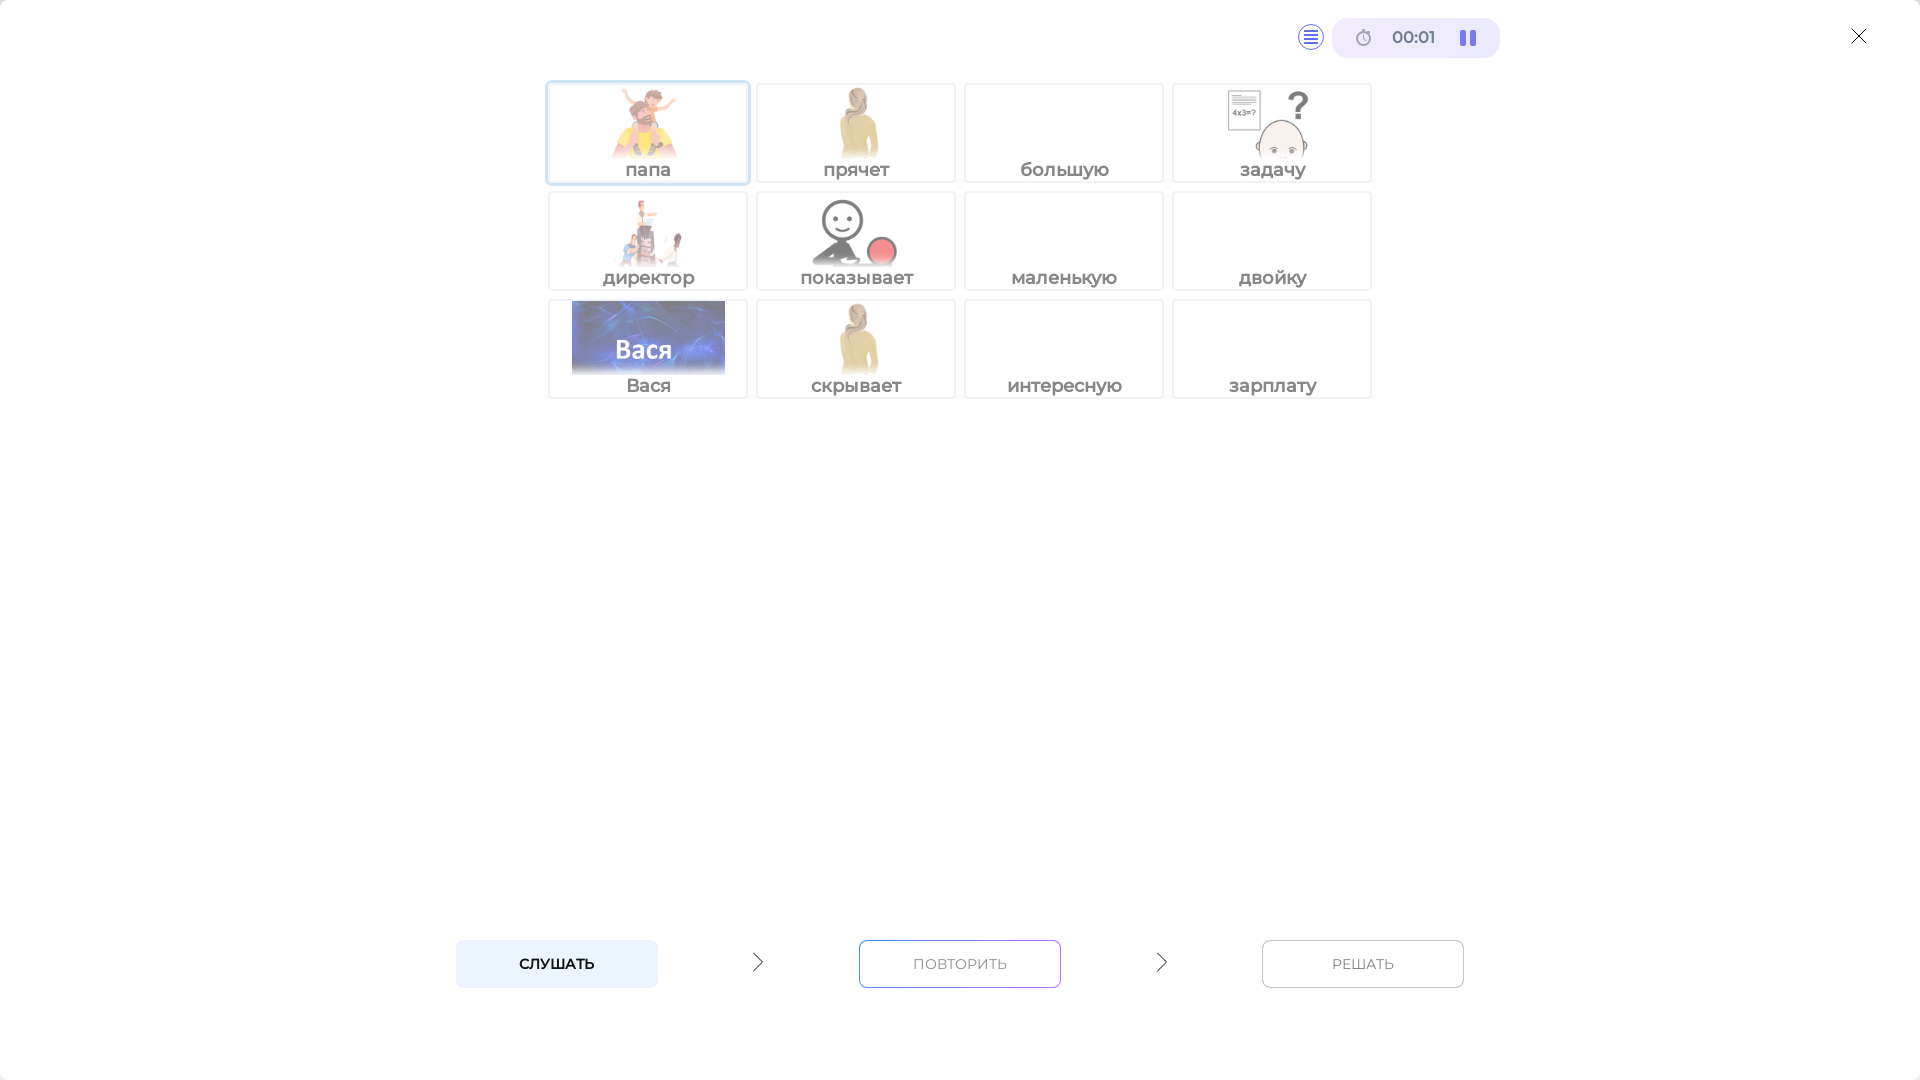 00:01
4x3=?
?
папа прячет большую задачу
директор показывает маленькую двойку
Вася
Вася скрывает интересную зарплату
СЛУШАТЬ ПОВТОРИТЬ РЕШАТЬ